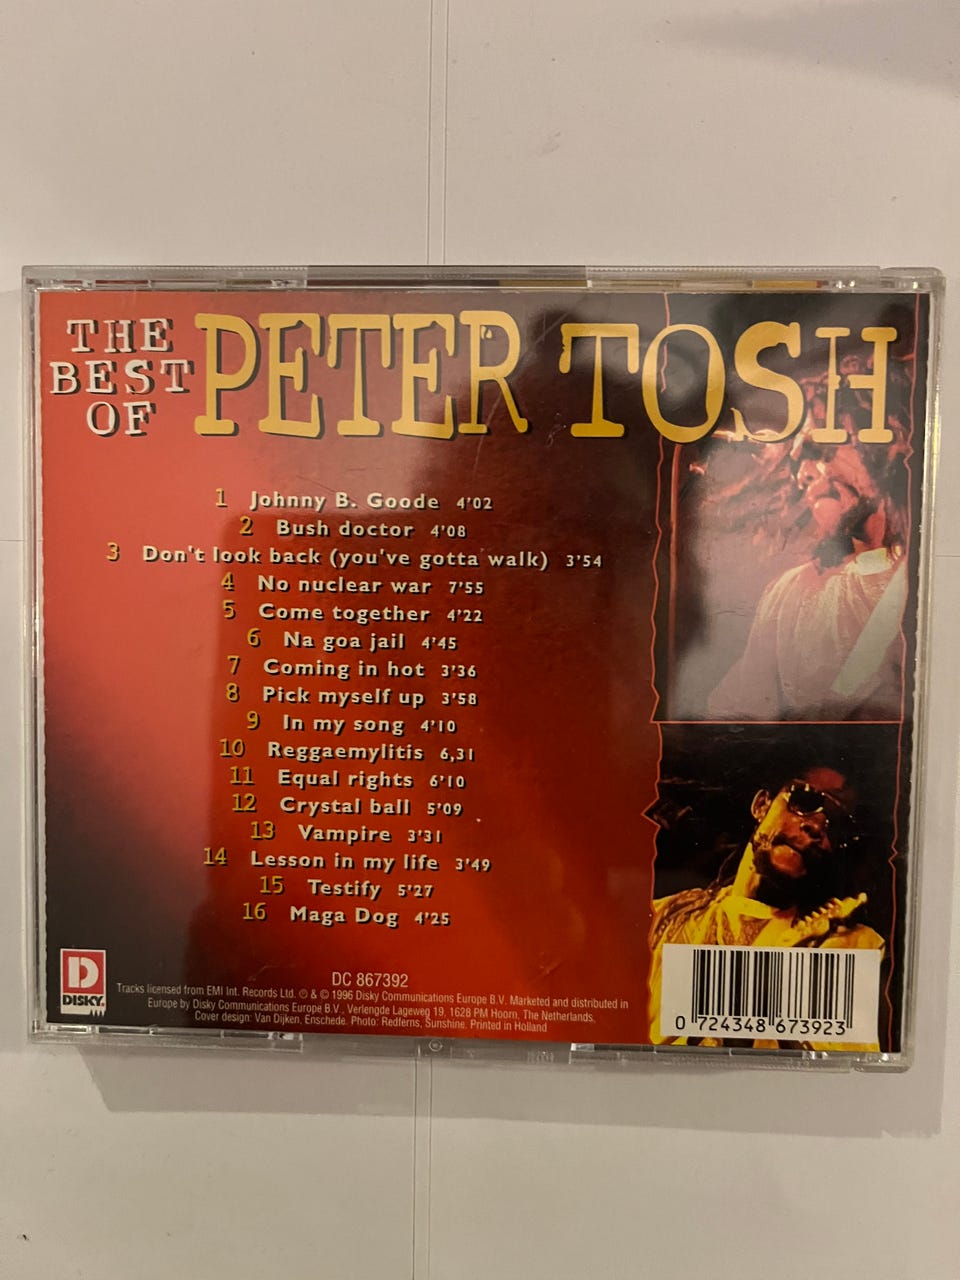 THE
BEST
OF
PETER TOSH
1 Johnny B. Goode 4'02
2 Bush doctor 4'08
3 Don't look back (you've gotta walk) 3'54
4 No nuclear war 7'55
5 Come together 4'22
6 Na goa jail 4'45
7 Coming in hot 3'36
8 Pick myself up 3'58
9 In my song 4'10
10 Reggaemylitis 6,31
11 Equal rights 6'10
12 Crystal ball 5'09
13 Vampire 3'31
14 Lesson in my life 3'49
15 Testify 5'27
16 Maga Dog 4'25
D
DISKY
DC 867392
Tracks licensed from EMI Int. Records Ltd. ℗ & © 1996 Disky Communications Europe B.V. Marketed and distributed in
Europe by Disky Communications Europe B.V., Verlengde Lageweg 19, 1628 PM Hoorn, The Netherlands.
Cover design: Van Dijken, Enschede. Photo: Redferns, Sunshine. Printed in Holland
0 724348 673923